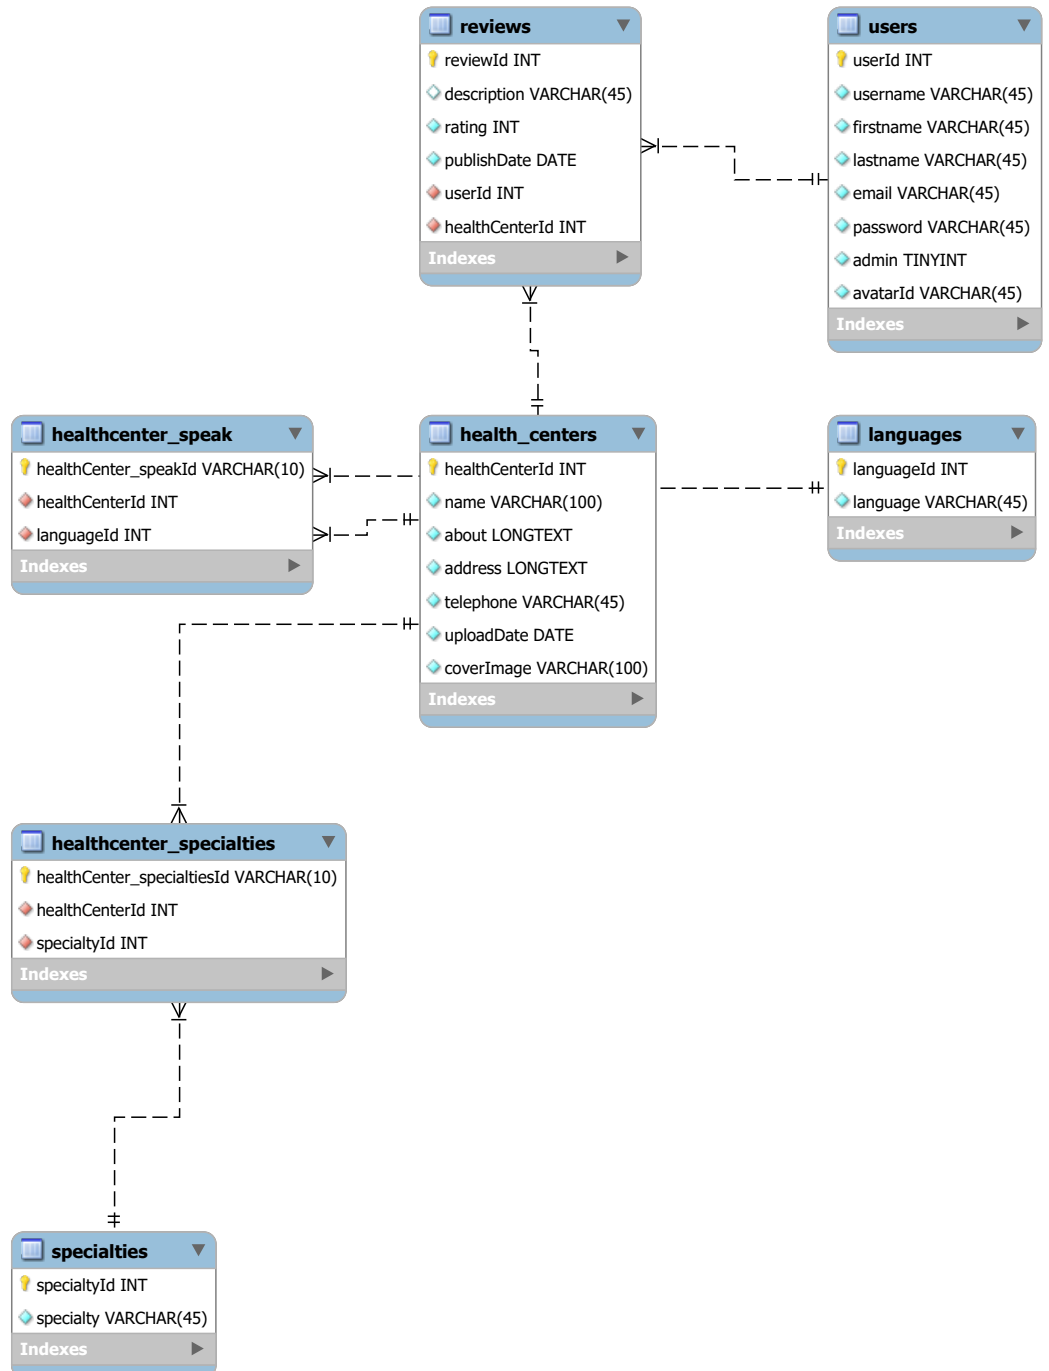 reviews
reviewId INT
description VARCHAR(45)
rating INT
publishDate DATE
userId INT
healthCenterId INT
Indexes
users
userId INT
username VARCHAR(45)
firstname VARCHAR(45)
lastname VARCHAR(45)
email VARCHAR(45)
password VARCHAR(45)
admin TINYINT
avatarId VARCHAR(45)
Indexes
healthcenter_speak
healthCenter_speakId VARCHAR(10)
healthCenterId INT
languageId INT
Indexes
health_centers
healthCenterId INT
name VARCHAR(100)
about LONGTEXT
address LONGTEXT
telephone VARCHAR(45)
uploadDate DATE
coverImage VARCHAR(100)
Indexes
languages
languageId INT
language VARCHAR(45)
Indexes
healthcenter_specialties
healthCenter_specialtiesId VARCHAR(10)
healthCenterId INT
specialtyId INT
Indexes
specialties
specialtyId INT
specialty VARCHAR(45)
Indexes